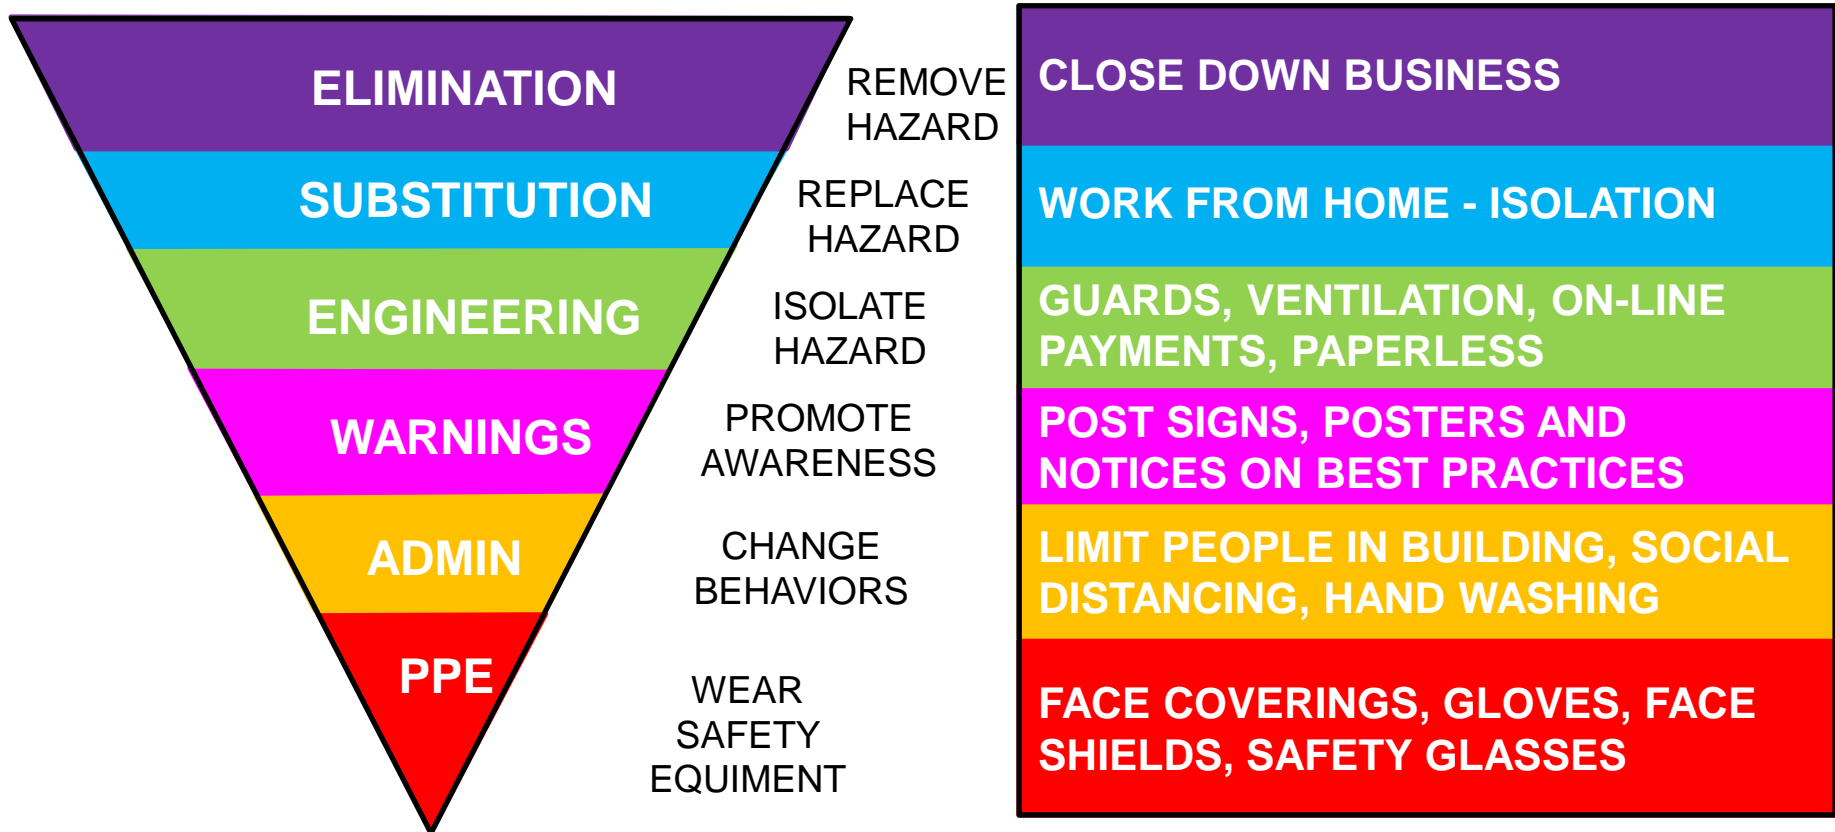 ELIMINATION
REMOVE
HAZARD
CLOSE DOWN BUSINESS
SUBSTITUTION
REPLACE
HAZARD
WORK FROM HOME - ISOLATION
ENGINEERING
ISOLATE
HAZARD
GUARDS, VENTILATION, ON-LINE
PAYMENTS, PAPERLESS
WARNINGS
PROMOTE
AWARENESS
POST SIGNS, POSTERS AND
NOTICES ON BEST PRACTICES
ADMIN
CHANGE
BEHAVIORS
LIMIT PEOPLE IN BUILDING, SOCIAL
DISTANCING, HAND WASHING
PPE
WEAR
SAFETY
EQUIMENT
FACE COVERINGS, GLOVES, FACE
SHIELDS, SAFETY GLASSES